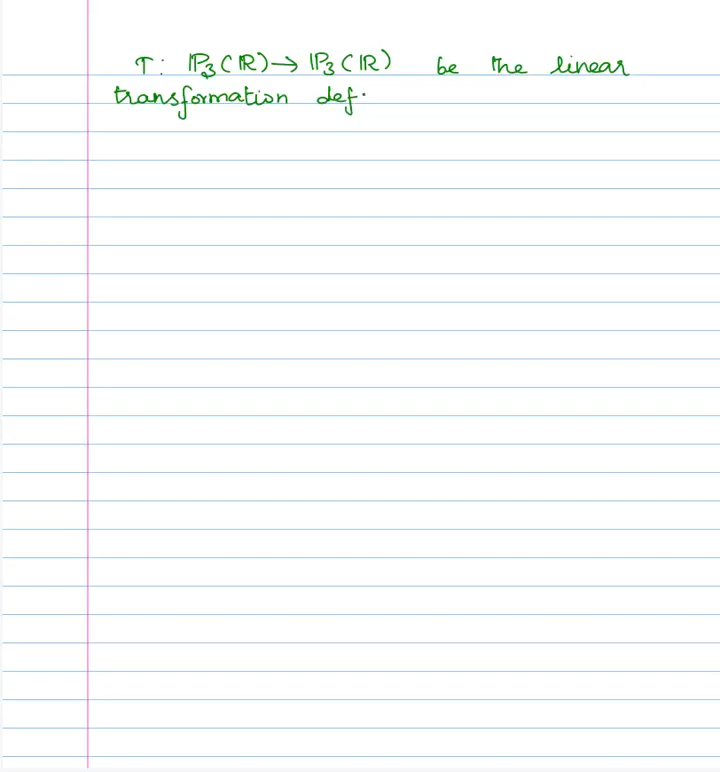 T: ℙ₃(ℝ)→ℙ₃(ℝ) be the linear
transformation def.